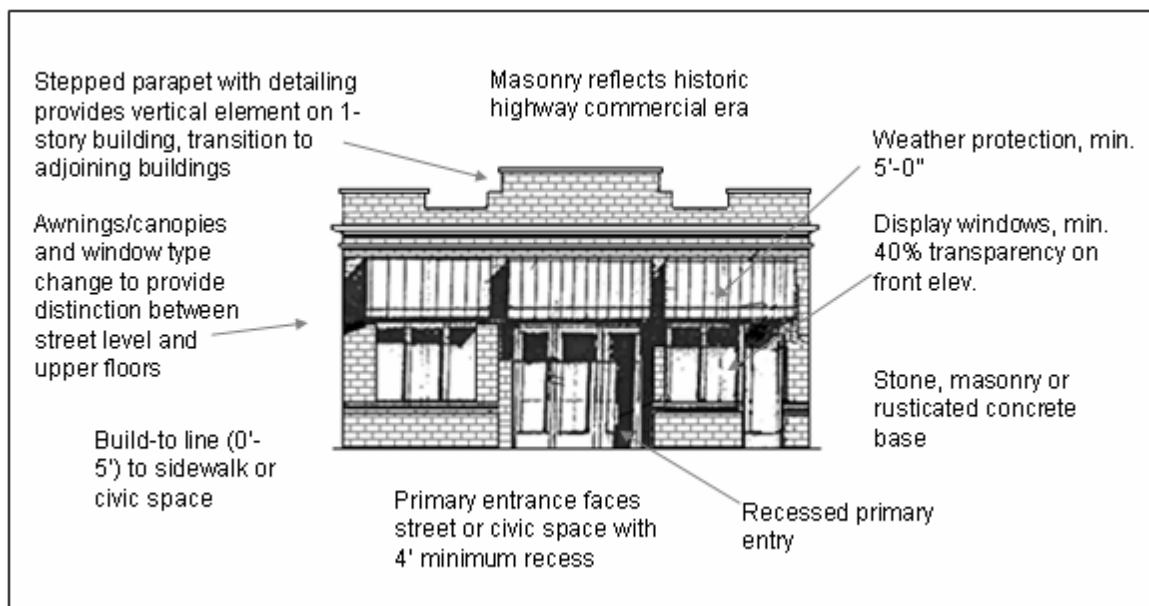 Stepped parapet with detailing
provides vertical element on 1-
story building, transition to
adjoining buildings
Masonry reflects historic
highway commercial era
Weather protection, min.
5'-0"
Awnings/canopies
and window type
change to provide
distinction between
street level and
upper floors
Display windows, min.
40% transparency on
front elev.
Stone, masonry or
rusticated concrete
base
Build-to line (0'-
5') to sidewalk or
civic space
Primary entrance faces
street or civic space with
4' minimum recess
Recessed primary
entry